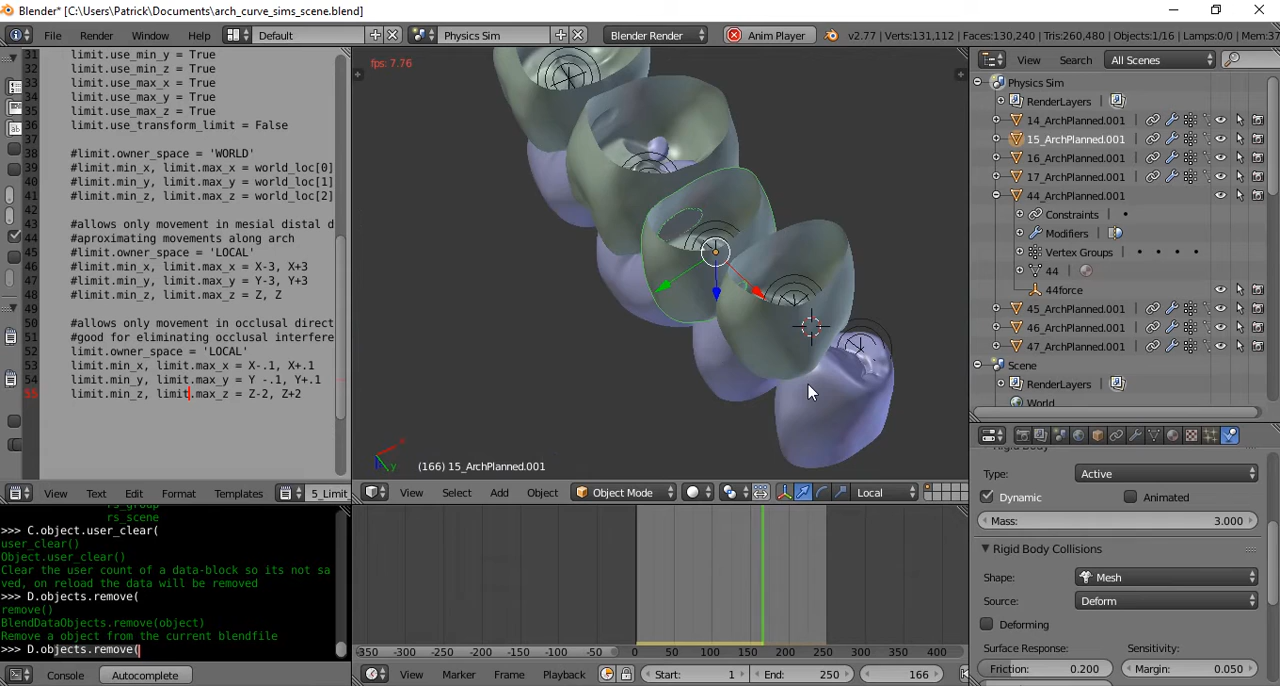 Blender* [C:\Users\Patrick\Documents\arch_curve_sims_scene.blend]
File Render Window Help Default Physics Sim Blender Render Anim Player v2.77 | Verts:131,112 | Faces:130,240 | Tris:260,480 | Objects:1/16 | Lamps:0/0 | Mem:37
31 limit.use_min_y = True
32 limit.use_min_z = True
33 limit.use_max_x = True
34 limit.use_max_y = True
35 limit.use_max_z = True
36 limit.use_transform_limit = False
37
38 #limit.owner_space = 'WORLD'
39 #limit.min_x, limit.max_x = world_loc[0]
40 #limit.min_y, limit.max_y = world_loc[1]
41 #limit.min_z, limit.max_z = world_loc[2]
42
43 #allows only movement in mesial distal d
44 #aproximating movements along arch
45 #limit.owner_space = 'LOCAL'
46 #limit.min_x, limit.max_x = X-3, X+3
47 #limit.min_y, limit.max_y = Y-3, Y+3
48 #limit.min_z, limit.max_z = Z, Z
49
50 #allows only movement in occlusal direct
51 #good for eliminating occlusal interfere
52 limit.owner_space = 'LOCAL'
53 limit.min_x, limit.max_x = X-.1, X+.1
54 limit.min_y, limit.max_y = Y -.1, Y+.1
55 limit.min_z, limit.max_z = Z-2, Z+2
View Text Edit Format Templates 5_Limit
rs_group
rs_scene
>>> C.object.user_clear(
user_clear()
Object.user_clear()
Clear the user count of a data-block so its not sa
ved, on reload the data will be removed
>>> D.objects.remove(
remove()
BlendDataObjects.remove(object)
Remove a object from the current blendfile
>>> D.objects.remove(
Console Autocomplete
fps: 7.76
(166) 15_ArchPlanned.001
View Select Add Object Object Mode Local
-350 -300 -250 -200 -150 -100 -50 0 50 100 150 200 250 300 350 400
View Marker Frame Playback Start: 1 End: 250 166
View Search All Scenes
Physics Sim
RenderLayers
14_ArchPlanned.001
15_ArchPlanned.001
16_ArchPlanned.001
17_ArchPlanned.001
44_ArchPlanned.001
Constraints
Modifiers
Vertex Groups
44
44force
45_ArchPlanned.001
46_ArchPlanned.001
47_ArchPlanned.001
Scene
RenderLayers
World
Type: Active
Dynamic Animated
Mass: 3.000
Rigid Body Collisions
Shape: Mesh
Source: Deform
Deforming
Surface Response: Sensitivity:
Friction: 0.200 Margin: 0.050